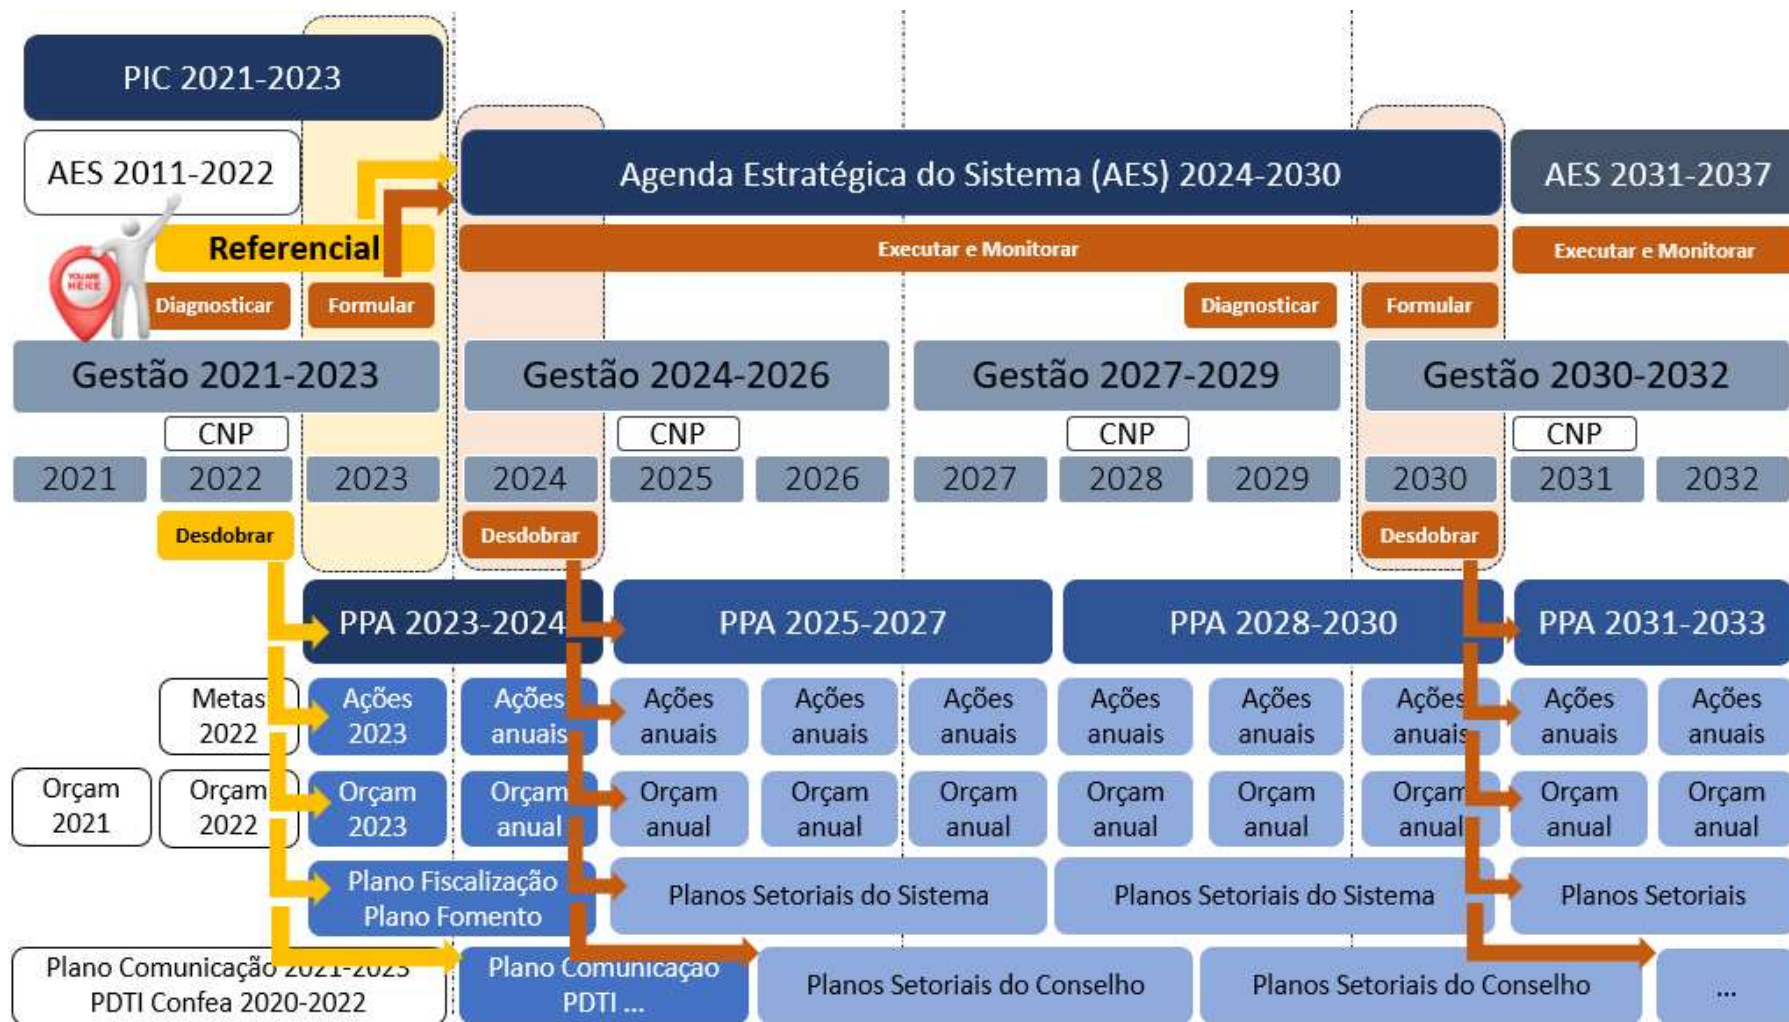 PIC 2021-2023
AES 2011-2022
Agenda Estratégica do Sistema (AES) 2024-2030
AES 2031-2037
Referencial
Executar e Monitorar
Executar e Monitorar
YOU ARE
HERE
Diagnosticar
Formular
Diagnosticar
Formular
Gestão 2021-2023
Gestão 2024-2026
Gestão 2027-2029
Gestão 2030-2032
CNP
CNP
CNP
CNP
2021
2022
2023
2024
2025
2026
2027
2028
2029
2030
2031
2032
Desdobrar
Desdobrar
Desdobrar
PPA 2023-2024
PPA 2025-2027
PPA 2028-2030
PPA 2031-2033
Metas
2022
Ações
2023
Ações
anuais
Ações
anuais
Ações
anuais
Ações
anuais
Ações
anuais
Ações
anuais
Ações
anuais
Ações
anuais
Ações
anuais
Orçam
2021
Orçam
2022
Orçam
2023
Orçam
anual
Orçam
anual
Orçam
anual
Orçam
anual
Orçam
anual
Orçam
anual
Orçam
anual
Orçam
anual
Orçam
anual
Plano Fiscalização
Plano Fomento
Planos Setoriais do Sistema
Planos Setoriais do Sistema
Planos Setoriais
Plano Comunicação 2021-2023
PDTI Confea 2020-2022
Plano Comunicação
PDTI ...
Planos Setoriais do Conselho
Planos Setoriais do Conselho
...